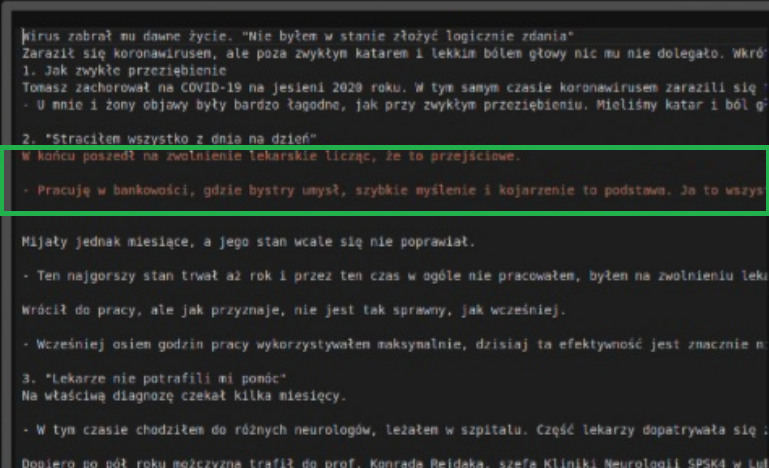 Wirus zabrał mu dawne życie. "Nie byłem w stanie złożyć logicznie zdania"
Zaraził się koronawirusem, ale poza zwykłym katarem i lekkim bólem głowy nic mu nie dolegało. Wkró
1. Jak zwykłe przeziębienie
Tomasz zachorował na COVID-19 na jesieni 2020 roku. W tym samym czasie koronawirusem zarazili się
- U mnie i żony objawy były bardzo łagodne, jak przy zwykłym przeziębieniu. Mieliśmy katar i ból g
2. "Straciłem wszystko z dnia na dzień"
W końcu poszedł na zwolnienie lekarskie licząc, że to przejściowe.
- Pracuję w bankowości, gdzie bystry umysł, szybkie myślenie i kojarzenie to podstawa. Ja to wszys
Mijały jednak miesiące, a jego stan wcale się nie poprawiał.
- Ten najgorszy stan trwał aż rok i przez ten czas w ogóle nie pracowałem, byłem na zwolnieniu leka
Wrócił do pracy, ale jak przyznaje, nie jest tak sprawny, jak wcześniej.
- Wcześniej osiem godzin pracy wykorzystywałem maksymalnie, dzisiaj ta efektywność jest znacznie n
3. "Lekarze nie potrafili mi pomóc"
Na właściwą diagnozę czekał kilka miesięcy.
- W tym czasie chodziłem do różnych neurologów, leżałem w szpitalu. Część lekarzy dopatrywała się
Dopiero po pół roku mężczyzna trafił do prof. Konrada Rejdaka, szefa Kliniki Neurologii SPSK4 w Lub